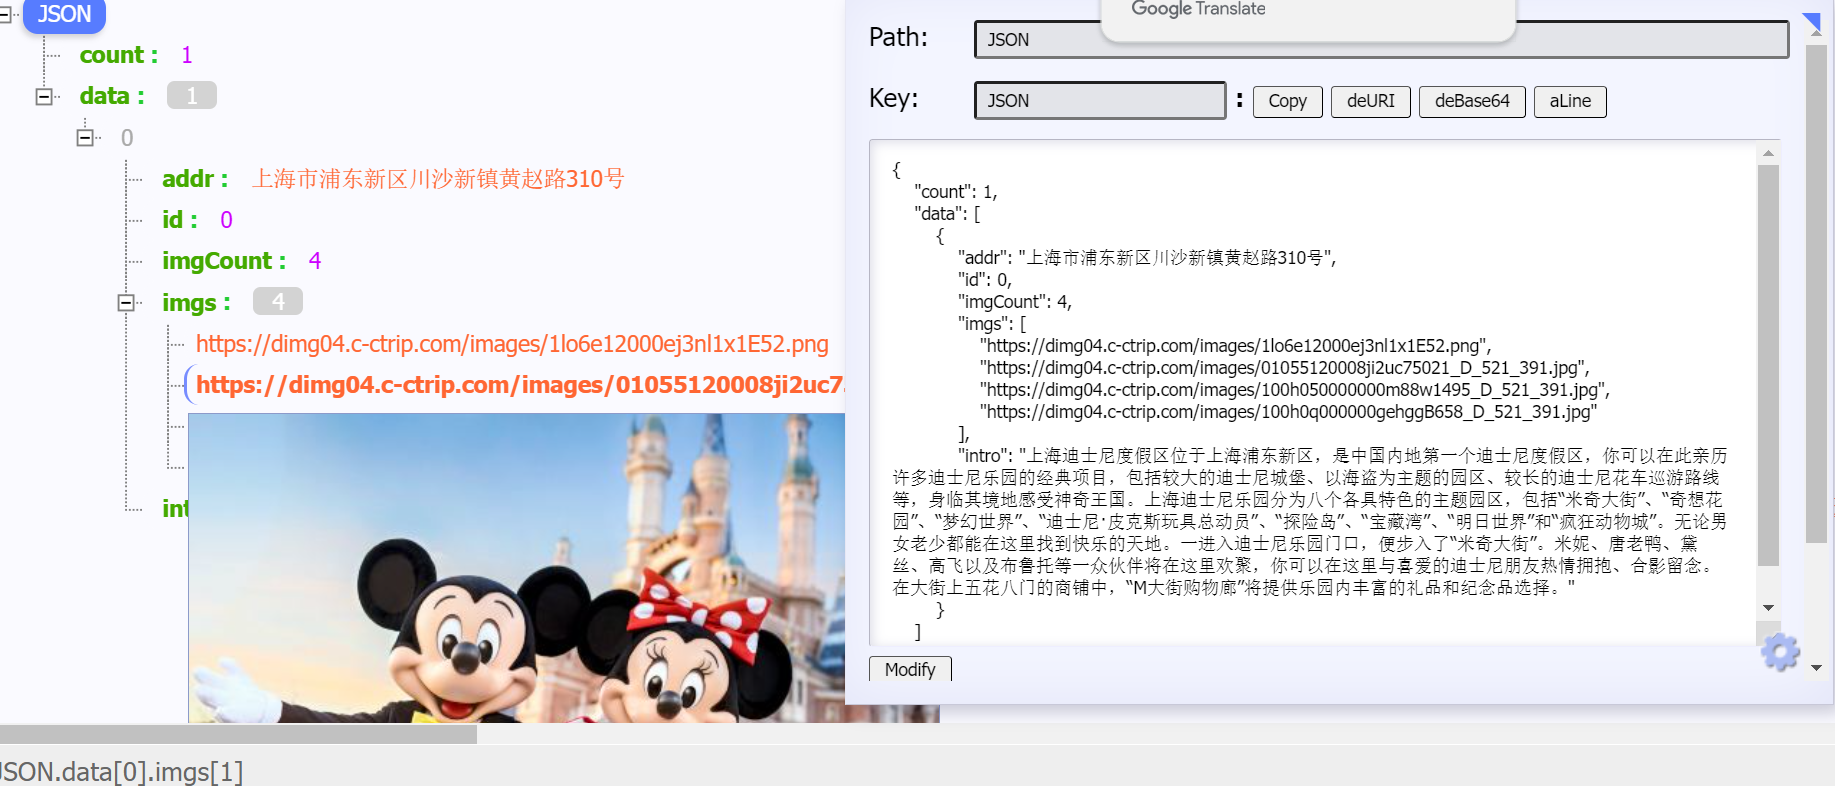 JSON
count : 1
data : 1
0
addr : 上海市浦东新区川沙新镇黄赵路310号
id : 0
imgCount : 4
imgs : 4
https://dimg04.c-ctrip.com/images/1lo6e12000ej3nl1x1E52.png
https://dimg04.c-ctrip.com/images/01055120008ji2uc7
int
JSON.data[0].imgs[1]
Google Translate
Path: JSON
Key: JSON : Copy deURI deBase64 aLine
{
"count": 1,
"data": [
{
"addr": "上海市浦东新区川沙新镇黄赵路310号",
"id": 0,
"imgCount": 4,
"imgs": [
"https://dimg04.c-ctrip.com/images/1lo6e12000ej3nl1x1E52.png",
"https://dimg04.c-ctrip.com/images/01055120008ji2uc75021_D_521_391.jpg",
"https://dimg04.c-ctrip.com/images/100h050000000m88w1495_D_521_391.jpg",
"https://dimg04.c-ctrip.com/images/100h0q000000gehggB658_D_521_391.jpg"
],
"intro": "上海迪士尼度假区位于上海浦东新区，是中国内地第一个迪士尼度假区，你可以在此亲历
许多迪士尼乐园的经典项目，包括较大的迪士尼城堡、以海盗为主题的园区、较长的迪士尼花车巡游路线
等，身临其境地感受神奇王国。上海迪士尼乐园分为八个各具特色的主题园区，包括“米奇大街”、“奇想花
园”、“梦幻世界”、“迪士尼·皮克斯玩具总动员”、“探险岛”、“宝藏湾”、“明日世界”和“疯狂动物城”。无论男
女老少都能在这里找到快乐的天地。一进入迪士尼乐园门口，便步入了“米奇大街”。米妮、唐老鸭、黛
丝、高飞以及布鲁托等一众伙伴将在这里欢聚，你可以在这里与喜爱的迪士尼朋友热情拥抱、合影留念。
在大街上五花八门的商铺中，“M大街购物廊”将提供乐园内丰富的礼品和纪念品选择。"
}
]
Modify